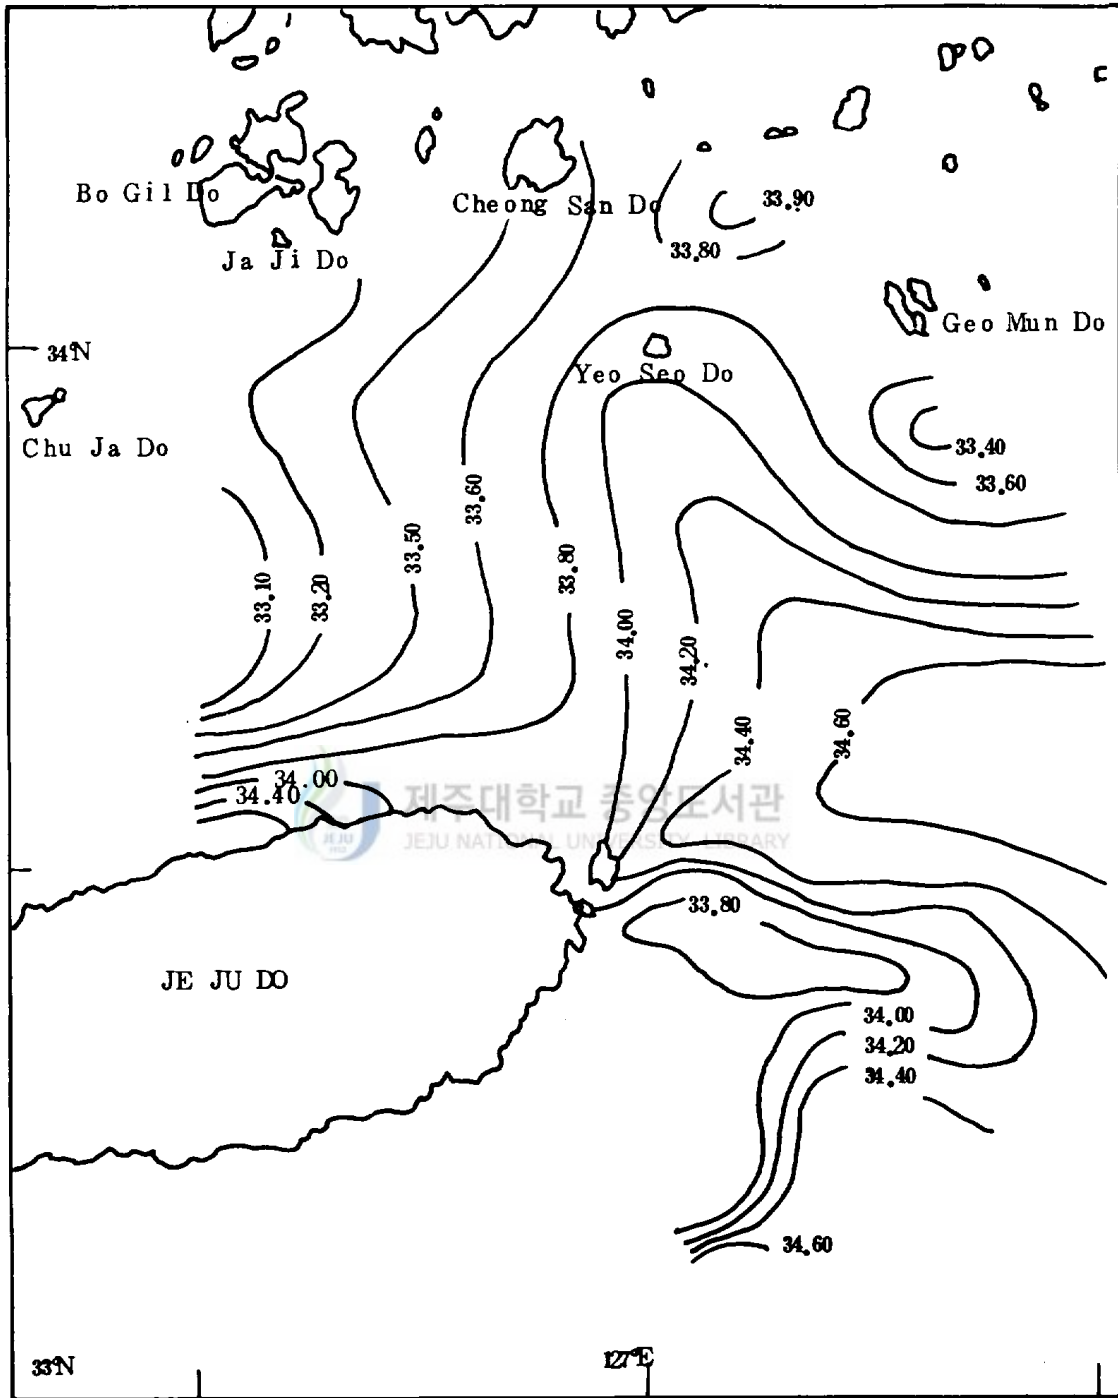 Bo Gil Do
Cheong San Do
33.90
33.80
Ja Ji Do
34°N
Geo Mun Do
Yeo Seo Do
Chu Ja Do
33.40
33.60
33.60
33.50
33.80
33.10
33.20
34.00
34.20
34.40
34.60
34.00
34.40
제주대학교 중앙도서관
JEJU NATIONAL UNIVERSITY LIBRARY
JEJU
1952
33.80
JE JU DO
34.00
34.20
34.40
34.60
33°N
127°E